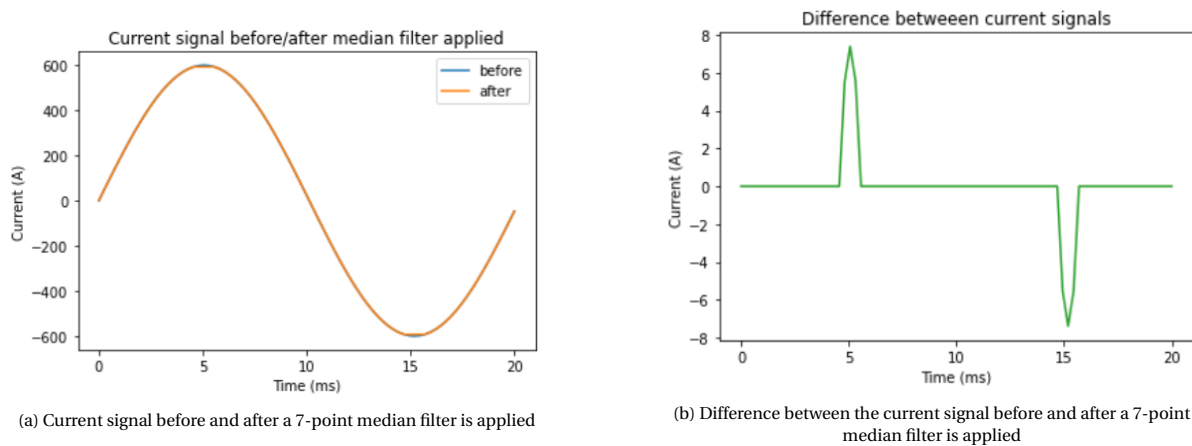 Current signal before/after median filter applied
before
after
600
400
200
0
−200
−400
−600
Current (A)
0
5
10
15
20
Time (ms)
(a) Current signal before and after a 7-point median filter is applied
Difference betweeen current signals
8
6
4
2
0
−2
−4
−6
−8
Current (A)
0
5
10
15
20
Time (ms)
(b) Difference between the current signal before and after a 7-point
median filter is applied